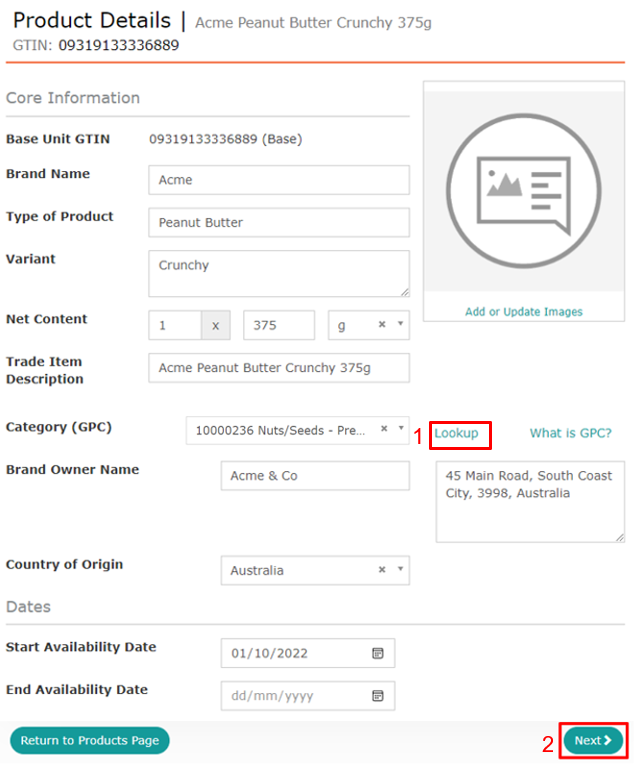 Product Details | Acme Peanut Butter Crunchy 375g
GTIN: 09319133336889
Core Information
Base Unit GTIN 09319133336889 (Base)
Brand Name Acme
Type of Product Peanut Butter
Variant Crunchy
Net Content 1 x 375 g × ▼
Add or Update Images
Trade Item
Description
Acme Peanut Butter Crunchy 375g
Category (GPC) 10000236 Nuts/Seeds - Pre... × ▼ 1 Lookup What is GPC?
Brand Owner Name Acme & Co
45 Main Road, South Coast
City, 3998, Australia
Country of Origin Australia × ▼
Dates
Start Availability Date 01/10/2022
End Availability Date dd/mm/yyyy
Return to Products Page 2 Next